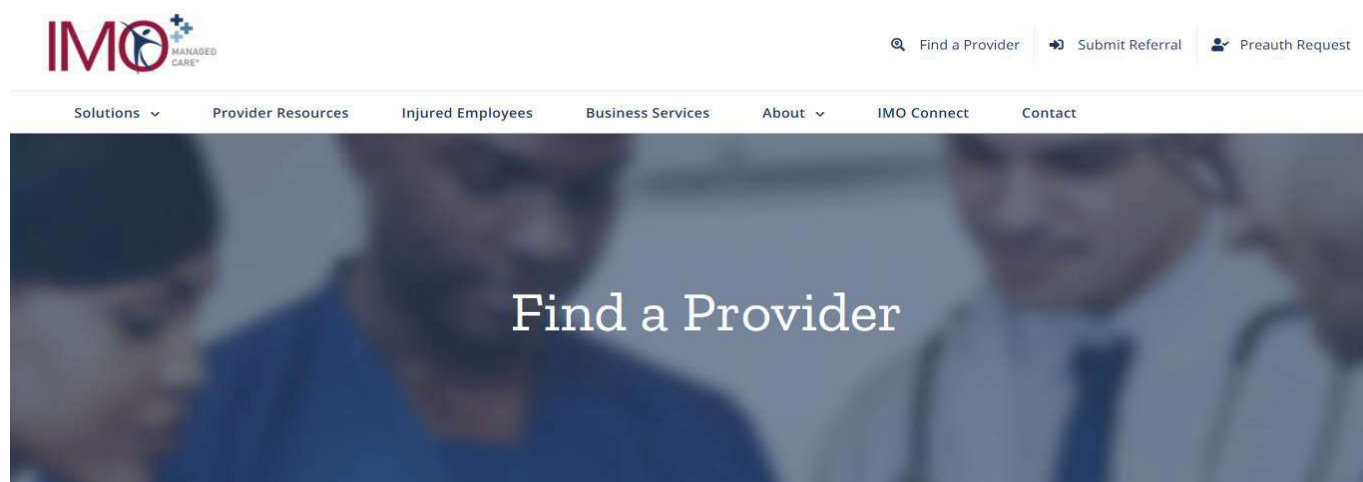 IMO MANAGED CARE®
Find a Provider Submit Referral Preauth Request
Solutions Provider Resources Injured Employees Business Services About IMO Connect Contact
Find a Provider